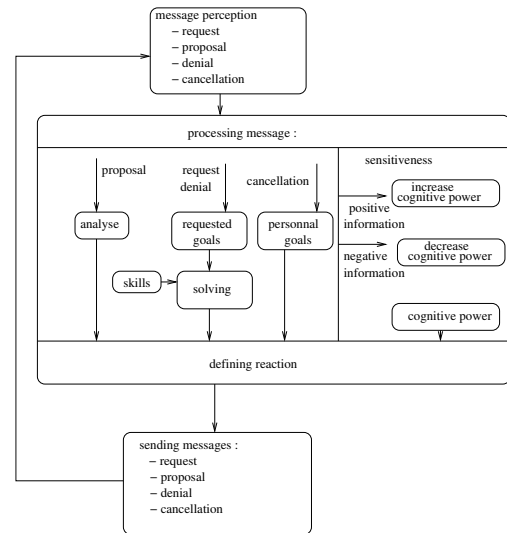 message perception
– request
– proposal
– denial
– cancellation
processing message :
sensitiveness
proposal
request
denial
cancellation
increase
cognitive power
positive
information
analyse
requested
goals
personnal
goals
negative
information
decrease
cognitive power
skills
solving
cognitive power
defining reaction
sending messages :
– request
– proposal
– denial
– cancellation